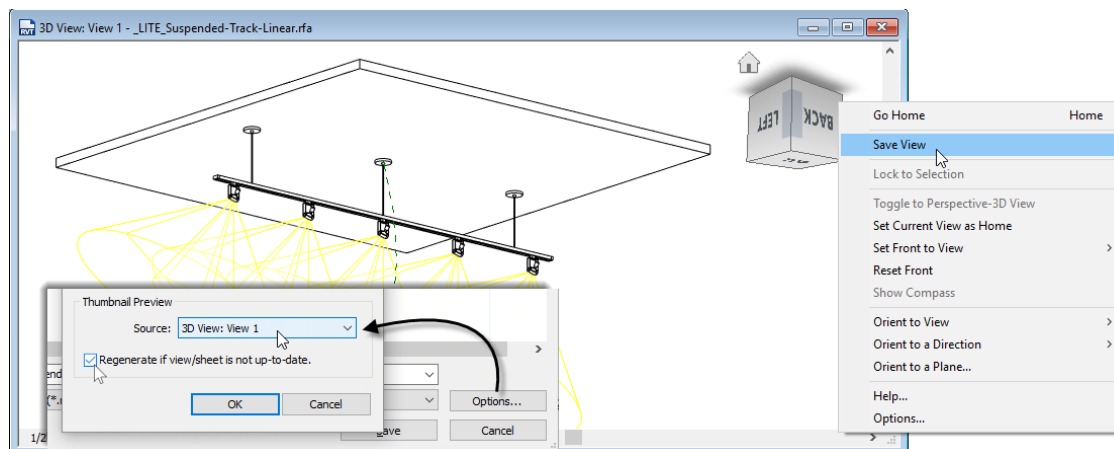 3D View: View 1 - _LITE_Suspended-Track-Linear.rfa
LEFT
BACK
Go Home Home
Save View
Lock to Selection
Toggle to Perspective-3D View
Set Current View as Home
Set Front to View
Reset Front
Show Compass
Orient to View
Orient to a Direction
Orient to a Plane...
Help...
Options...
Thumbnail Preview
Source: 3D View: View 1
Regenerate if view/sheet is not up-to-date.
OK Cancel
Options...
Cancel